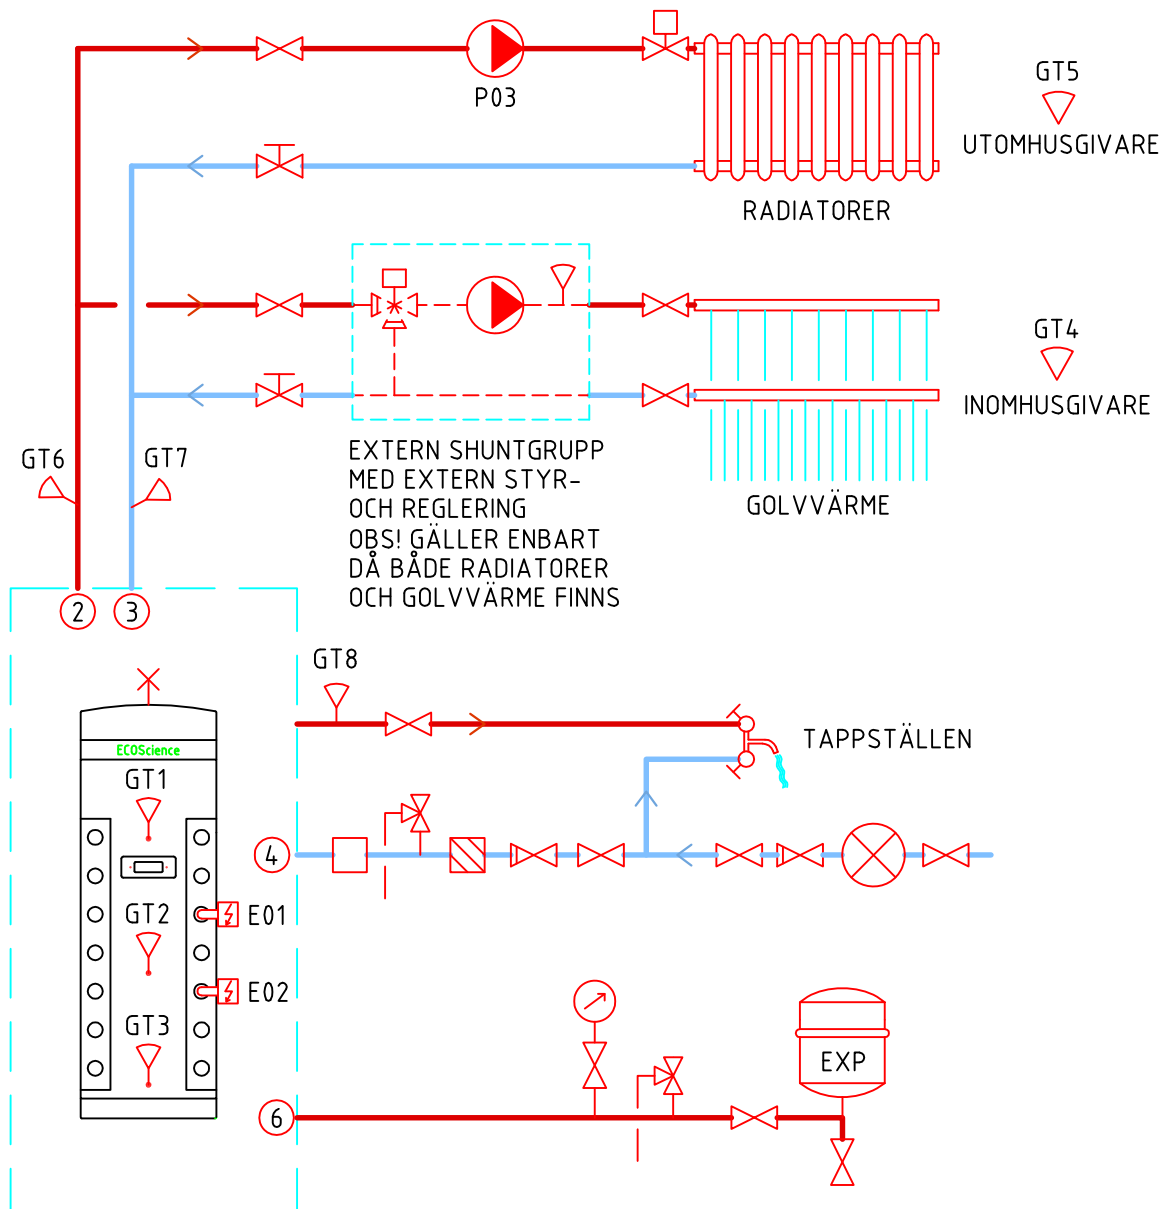 GT5
UTOMHUSGIVARE
P03
RADIATORER
GT4
INOMHUSGIVARE
GT6
GT7
EXTERN SHUNTGRUPP
MED EXTERN STYR-
OCH REGLERING
OBS! GÄLLER ENBART
DÅ BÅDE RADIATORER
OCH GOLVVÄRME FINNS
GOLVVÄRME
2
3
GT8
TAPPSTÄLLEN
ECOScience
GT1
4
GT2
E01
E02
GT3
EXP
6